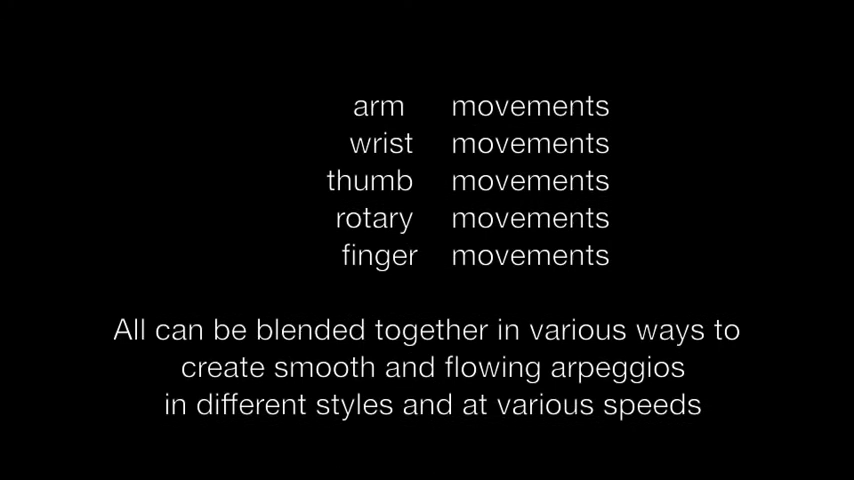 arm movements
wrist movements
thumb movements
rotary movements
finger movements
All can be blended together in various ways to
create smooth and flowing arpeggios
in different styles and at various speeds